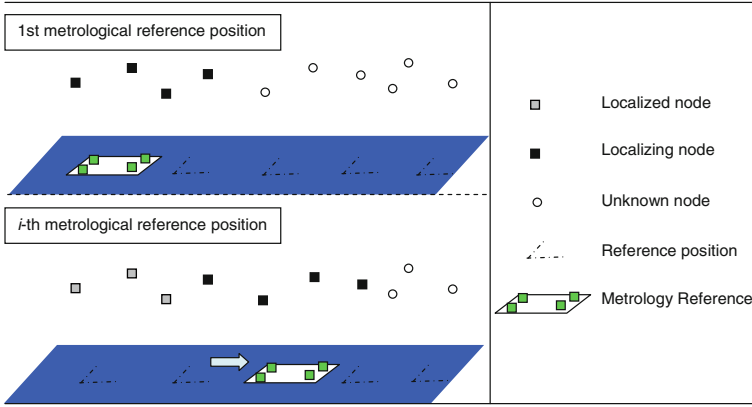 1st metrological reference position
i-th metrological reference position
Localized node
Localizing node
Unknown node
Reference position
Metrology Reference